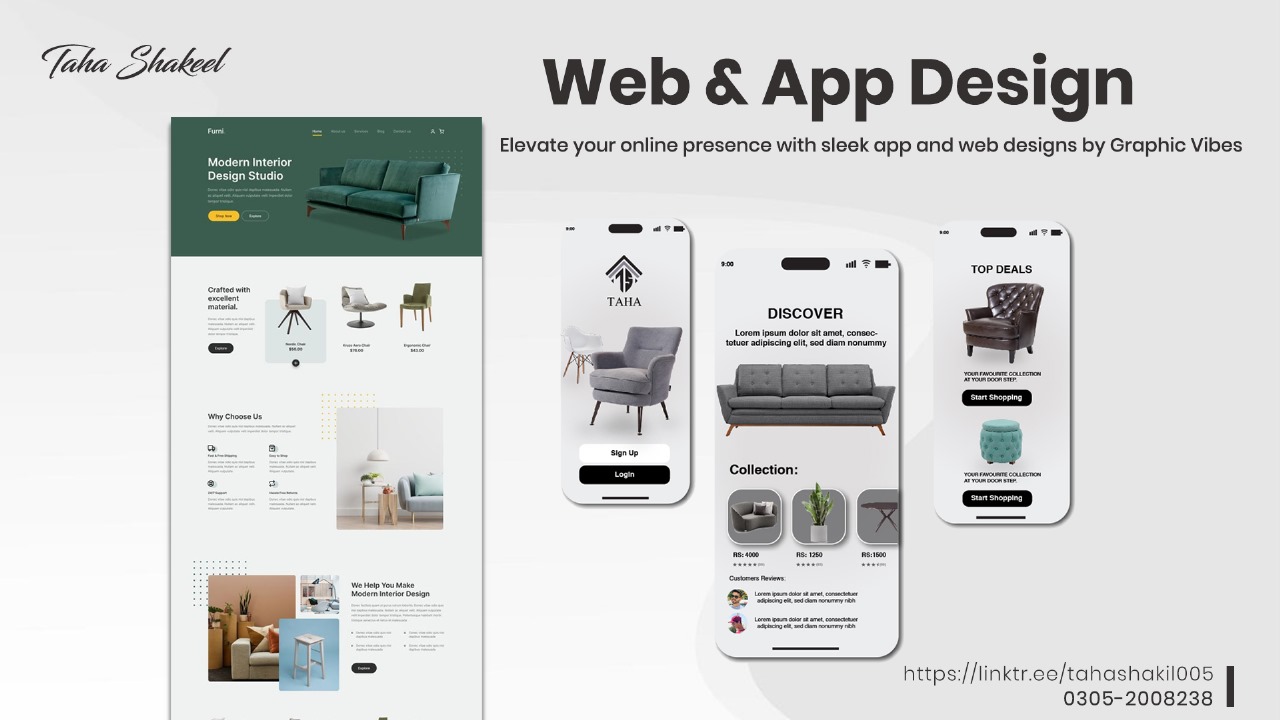 Taha Shakeel
Web & App Design
Elevate your online presence with sleek app and web designs by Graphic Vibes
Furni.
Home About us Services Blog Contact us
Modern Interior
Design Studio
Shop Now Explore
Crafted with
excellent
material.
Explore
Nordic Chair
$50.00
Kruzo Aero Chair
$78.00
Ergonomic Chair
$43.00
Why Choose Us
Fast & Free Shipping
Easy to Shop
24/7 Support
Hassle Free Returns
We Help You Make
Modern Interior Design
Explore
9:00
TAHA
Sign Up
Login
9:00
DISCOVER
Lorem ipsum dolor sit amet, consec-
tetuer adipiscing elit, sed diam nonummy
Collection:
RS: 4000
RS: 1250
RS:1500
Customers Reviews:
Lorem ipsum dolor sit amet, consectetuer
adipiscing elit, sed diam nonummy nibh
Lorem ipsum dolor sit amet, consectetuer
adipiscing elit, sed diam nonummy nibh
9:00
TOP DEALS
YOUR FAVOURITE COLLECTION
AT YOUR DOOR STEP.
Start Shopping
YOUR FAVOURITE COLLECTION
AT YOUR DOOR STEP.
Start Shopping
https://linktr.ee/tahashakil005
0305-2008238